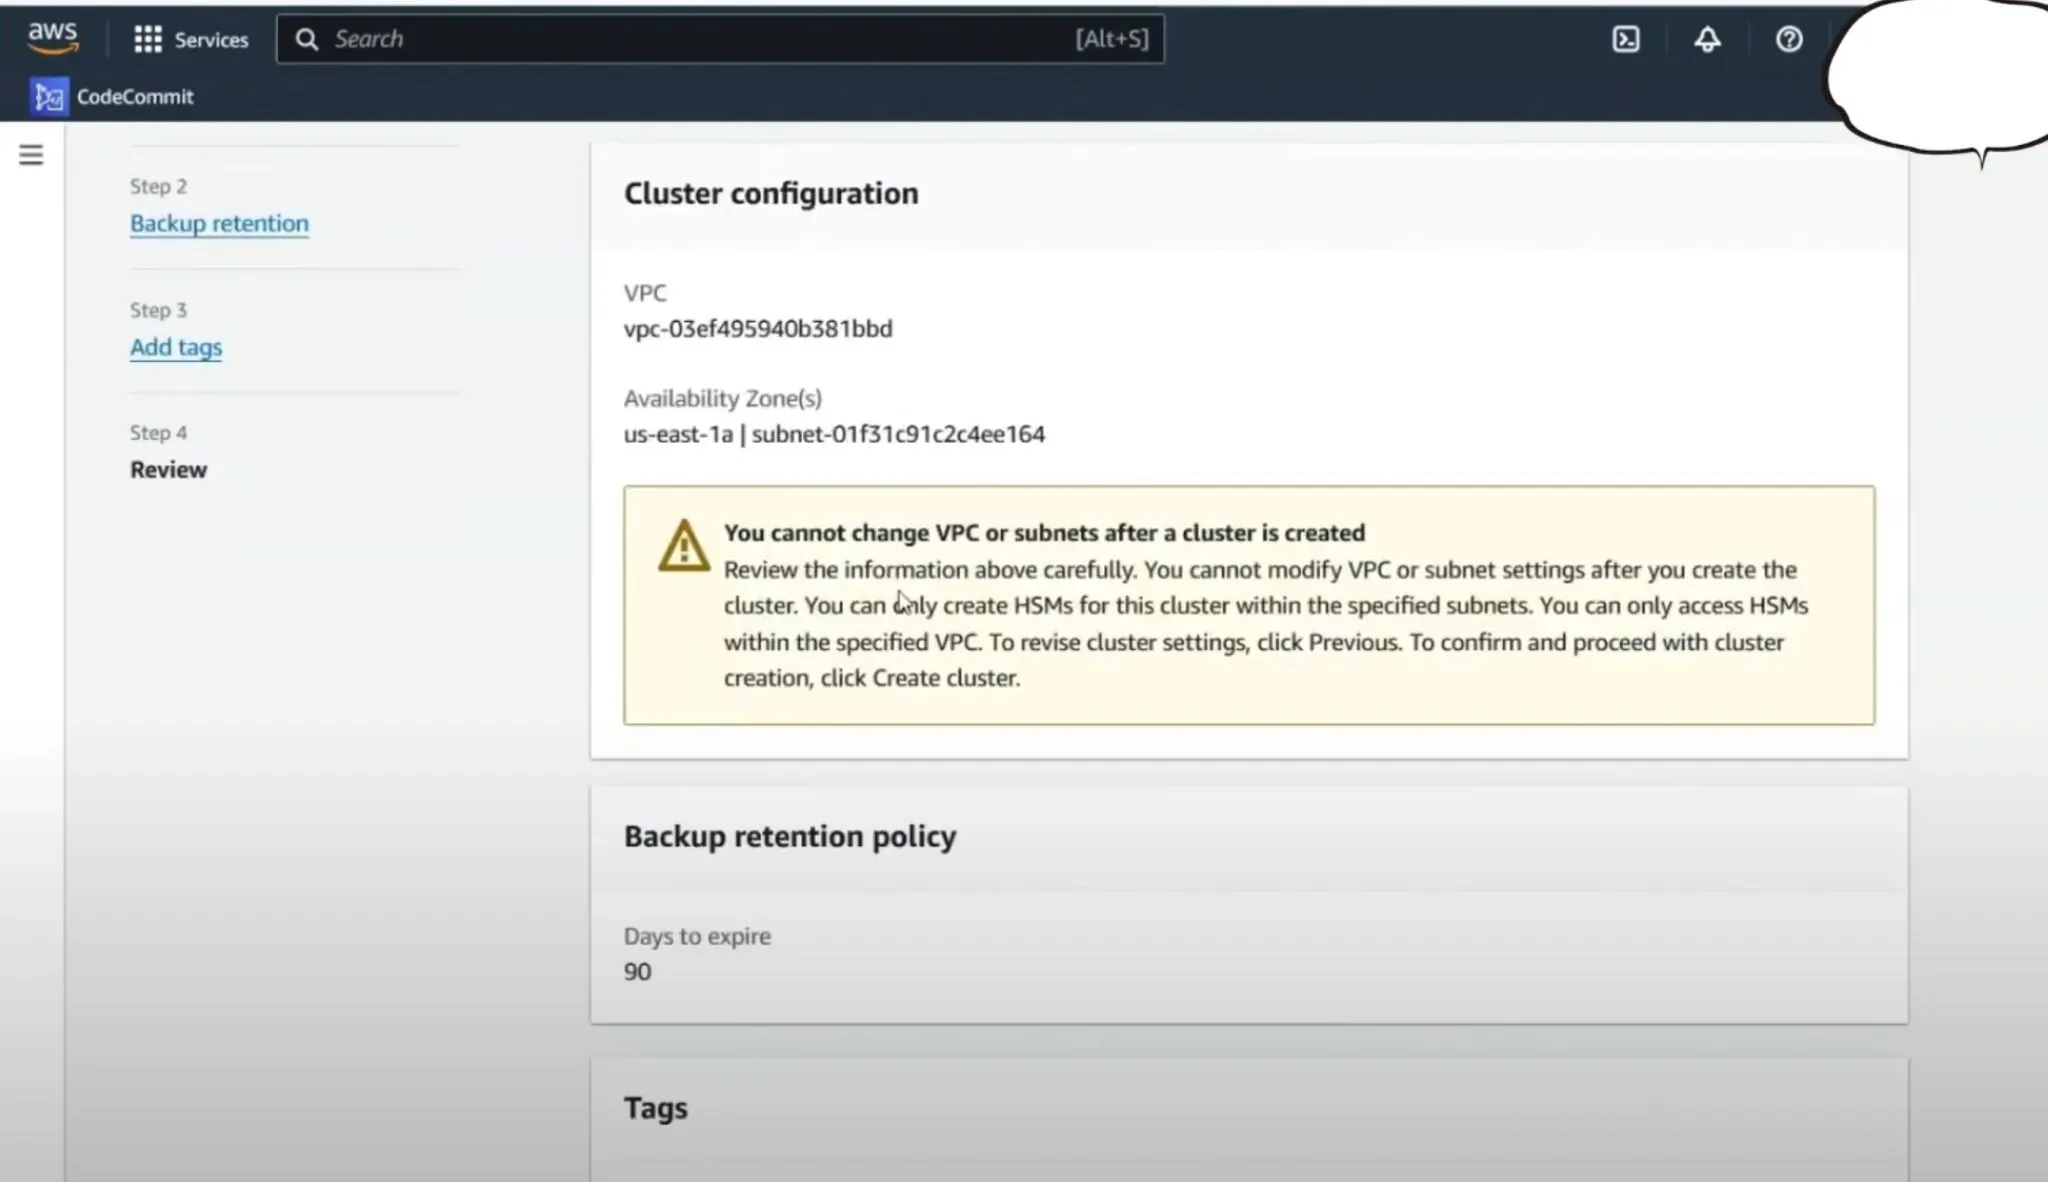 aws
Services
Search
[Alt+S]
CodeCommit
Step 2
Backup retention
Step 3
Add tags
Step 4
Review
Cluster configuration
VPC
vpc-03ef495940b381bbd
Availability Zone(s)
us-east-1a | subnet-01f31c91c2c4ee164
You cannot change VPC or subnets after a cluster is created
Review the information above carefully. You cannot modify VPC or subnet settings after you create the
cluster. You can only create HSMs for this cluster within the specified subnets. You can only access HSMs
within the specified VPC. To revise cluster settings, click Previous. To confirm and proceed with cluster
creation, click Create cluster.
Backup retention policy
Days to expire
90
Tags